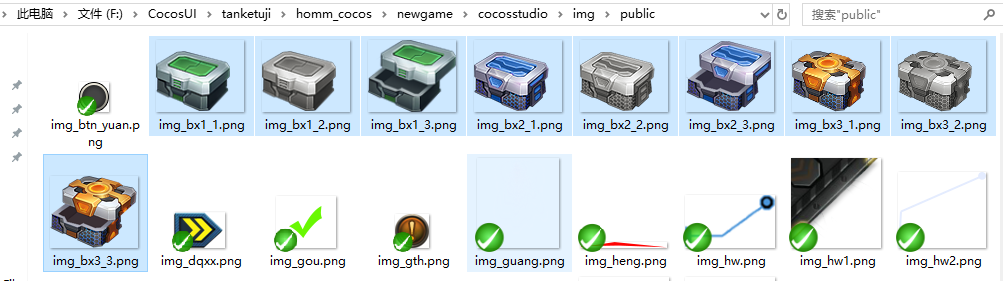 此电脑 › 文件 (F:) › CocosUI › tanketuji › homm_cocos › newgame › cocosstudio › img › public
搜索"public"
img_btn_yuan.p
ng
img_bx1_1.png
img_bx1_2.png
img_bx1_3.png
img_bx2_1.png
img_bx2_2.png
img_bx2_3.png
img_bx3_1.png
img_bx3_2.png
img_bx3_3.png
img_dqxx.png
img_gou.png
img_gth.png
img_guang.png
img_heng.png
img_hw.png
img_hw1.png
img_hw2.png